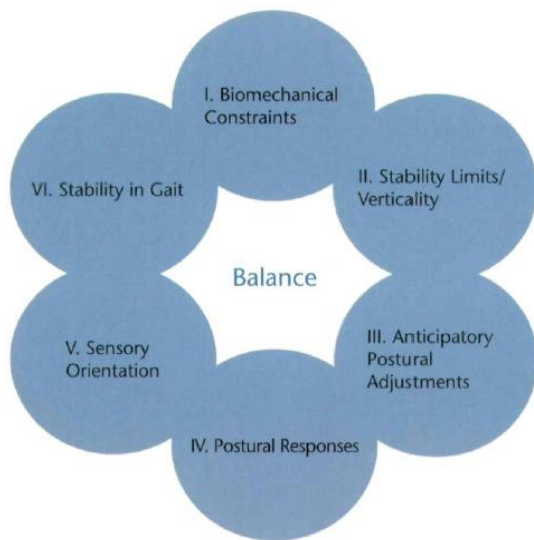 I. Biomechanical
Constraints
II. Stability Limits/
Verticality
III. Anticipatory
Postural
Adjustments
IV. Postural Responses
V. Sensory
Orientation
VI. Stability in Gait
Balance